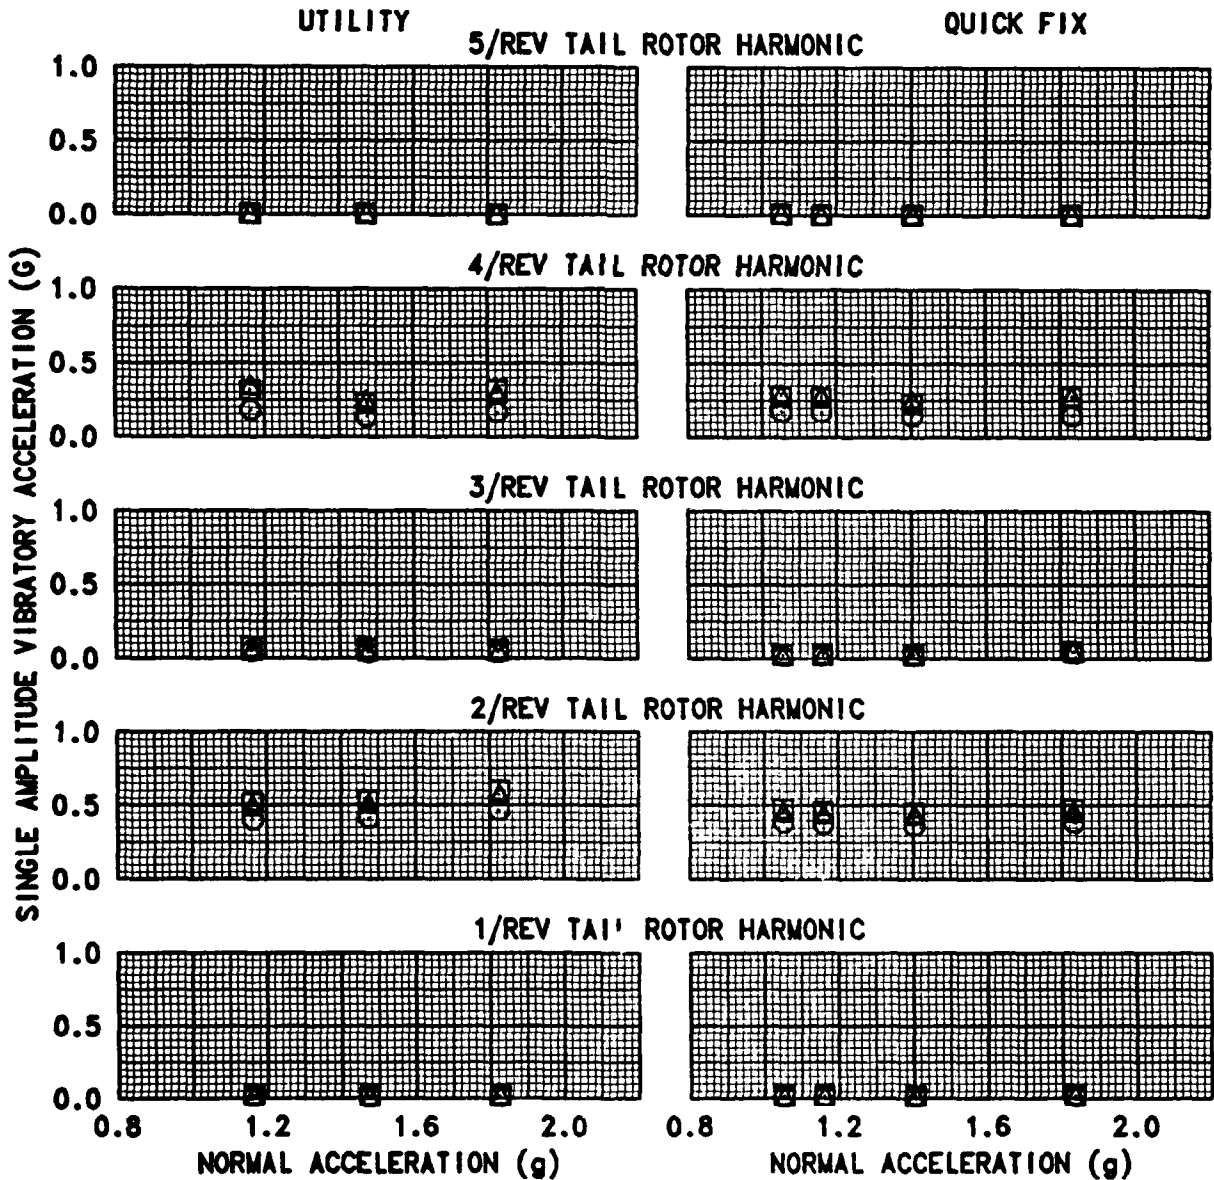 UTILITY
QUICK FIX
5/REV TAIL ROTOR HARMONIC
1.0
0.5
0.0
4/REV TAIL ROTOR HARMONIC
1.0
0.5
0.0
3/REV TAIL ROTOR HARMONIC
1.0
0.5
0.0
2/REV TAIL ROTOR HARMONIC
1.0
0.5
0.0
1/REV TAI' ROTOR HARMONIC
1.0
0.5
0.0
SINGLE AMPLITUDE VIBRATORY ACCELERATION (G)
0.8 1.2 1.6 2.0
0.8 1.2 1.6 2.0
NORMAL ACCELERATION (g)
NORMAL ACCELERATION (g)